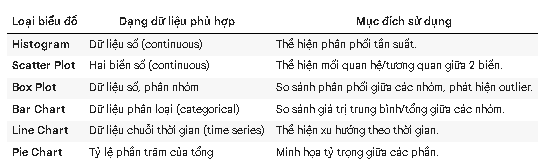 Loại biểu đồ Dạng dữ liệu phù hợp Mục đích sử dụng
Histogram Dữ liệu số (continuous) Thể hiện phân phối tần suất.
Scatter Plot Hai biến số (continuous) Thể hiện mối quan hệ/tương quan giữa 2 biến.
Box Plot Dữ liệu số, phân nhóm So sánh phân phối giữa các nhóm, phát hiện outlier.
Bar Chart Dữ liệu phân loại (categorical) So sánh giá trị trung bình/tổng giữa các nhóm.
Line Chart Dữ liệu chuỗi thời gian (time series) Thể hiện xu hướng theo thời gian.
Pie Chart Tỷ lệ phần trăm của tổng Minh họa tỷ trọng giữa các phần.